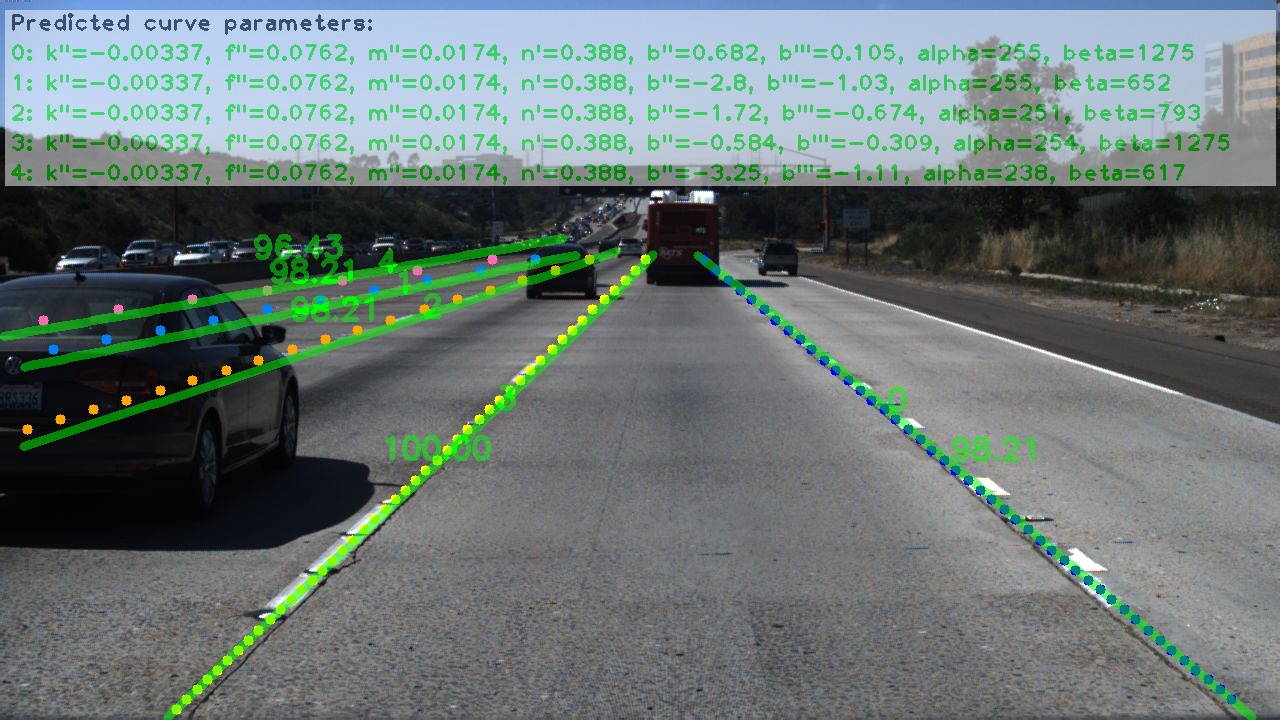 Predicted curve parameters:
0: k''=-0.00337, f''=0.0762, m''=0.0174, n'=0.388, b''=0.682, b'''=0.105, alpha=255, beta=1275
1: k''=-0.00337, f''=0.0762, m''=0.0174, n'=0.388, b''=-2.8, b'''=-1.03, alpha=255, beta=652
2: k''=-0.00337, f''=0.0762, m''=0.0174, n'=0.388, b''=-1.72, b'''=-0.674, alpha=251, beta=793
3: k''=-0.00337, f''=0.0762, m''=0.0174, n'=0.388, b''=-0.584, b'''=-0.309, alpha=254, beta=1275
4: k''=-0.00337, f''=0.0762, m''=0.0174, n'=0.388, b''=-3.25, b'''=-1.11, alpha=238, beta=617
96.43
4
98.21
1
98.21
2
3
0
100.00
98.21